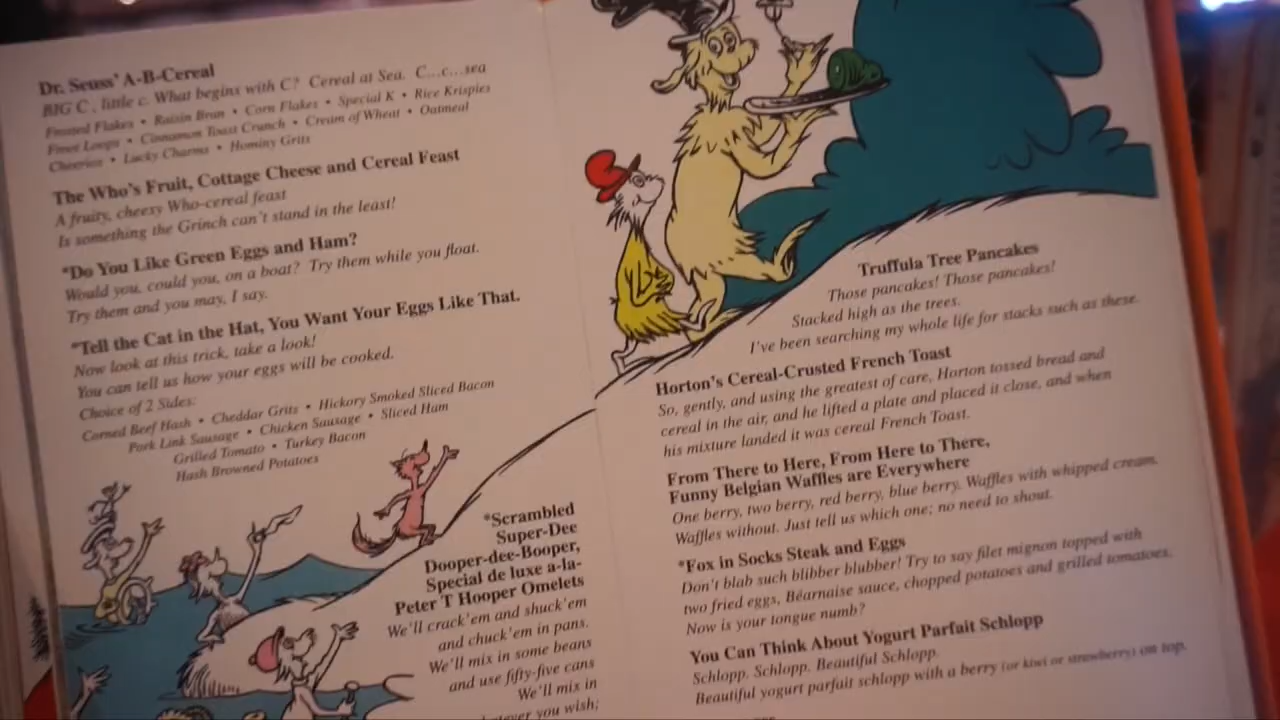 Dr. Seuss' A-B-Cereal
BIG C, little c. What begins with C? Cereal at Sea. C...c...sea
Frosted Flakes • Raisin Bran • Corn Flakes • Special K • Rice Krispies
Froot Loops • Cinnamon Toast Crunch • Cream of Wheat • Oatmeal
Cheerios • Lucky Charms • Hominy Grits
The Who's Fruit, Cottage Cheese and Cereal Feast
A fruity, cheesy Who-cereal feast
Is something the Grinch can't stand in the least!
*Do You Like Green Eggs and Ham?
Would you, could you, on a boat? Try them while you float.
Try them and you may, I say.
*Tell the Cat in the Hat, You Want Your Eggs Like That.
Now look at this trick, take a look!
You can tell us how your eggs will be cooked.
Choice of 2 Sides:
Corned Beef Hash • Cheddar Grits • Hickory Smoked Sliced Bacon
Pork Link Sausage • Chicken Sausage • Sliced Ham
Grilled Tomato • Turkey Bacon
Hash Browned Potatoes
*Scrambled
Super-Dee
Dooper-dee-Booper,
Special de luxe a-la-
Peter T Hooper Omelets
We'll crack'em and shuck'em
and chuck'em in pans.
We'll mix in some beans
and use fifty-five cans
We'll mix in
you wish;
Truffula Tree Pancakes
Those pancakes! Those pancakes!
Stacked high as the trees.
I've been searching my whole life for stacks such as these.
Horton's Cereal-Crusted French Toast
So, gently, and using the greatest of care, Horton tossed bread and
cereal in the air, and he lifted a plate and placed it close, and when
his mixture landed it was cereal French Toast.
From There to Here, From Here to There,
Funny Belgian Waffles are Everywhere
One berry, two berry, red berry, blue berry. Waffles with whipped cream.
Waffles without. Just tell us which one; no need to shout.
*Fox in Socks Steak and Eggs
Don't blab such blibber blubber! Try to say filet mignon topped with
two fried eggs, Béarnaise sauce, chopped potatoes and grilled tomatoes.
Now is your tongue numb?
You Can Think About Yogurt Parfait Schlopp
Schlopp. Schlopp. Beautiful Schlopp.
Beautiful yogurt parfait schlopp with a berry (or kiwi or strawberry) on top.